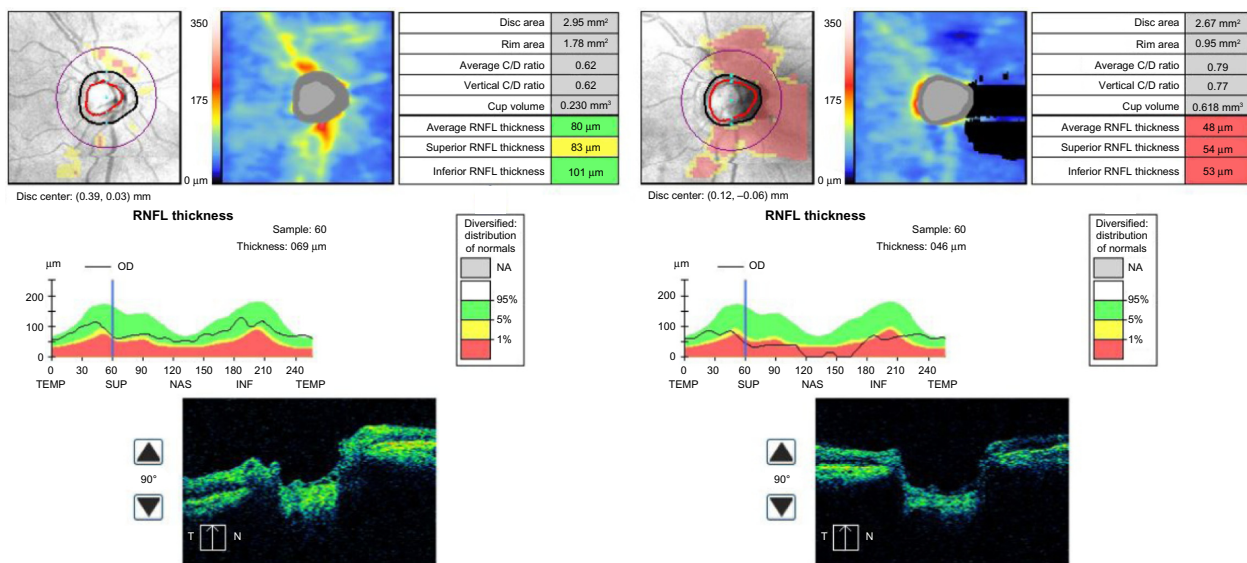 350
175
0 µm
Disc center: (0.39, 0.03) mm
Disc area 2.95 mm²
Rim area 1.78 mm²
Average C/D ratio 0.62
Vertical C/D ratio 0.62
Cup volume 0.230 mm³
Average RNFL thickness 80 µm
Superior RNFL thickness 83 µm
Inferior RNFL thickness 101 µm
RNFL thickness
Sample: 60
Thickness: 069 µm
µm
OD
200
100
0
0 30 60 90 120 150 180 210 240
TEMP SUP NAS INF TEMP
Diversified:
distribution
of normals
NA
95%
5%
1%
90°
T N
350
175
0 µm
Disc center: (0.12, –0.06) mm
Disc area 2.67 mm²
Rim area 0.95 mm²
Average C/D ratio 0.79
Vertical C/D ratio 0.77
Cup volume 0.618 mm³
Average RNFL thickness 48 µm
Superior RNFL thickness 54 µm
Inferior RNFL thickness 53 µm
RNFL thickness
Sample: 60
Thickness: 046 µm
µm
OD
200
100
0
0 30 60 90 120 150 180 210 240
TEMP SUP NAS INF TEMP
Diversified:
distribution
of normals
NA
95%
5%
1%
90°
T N